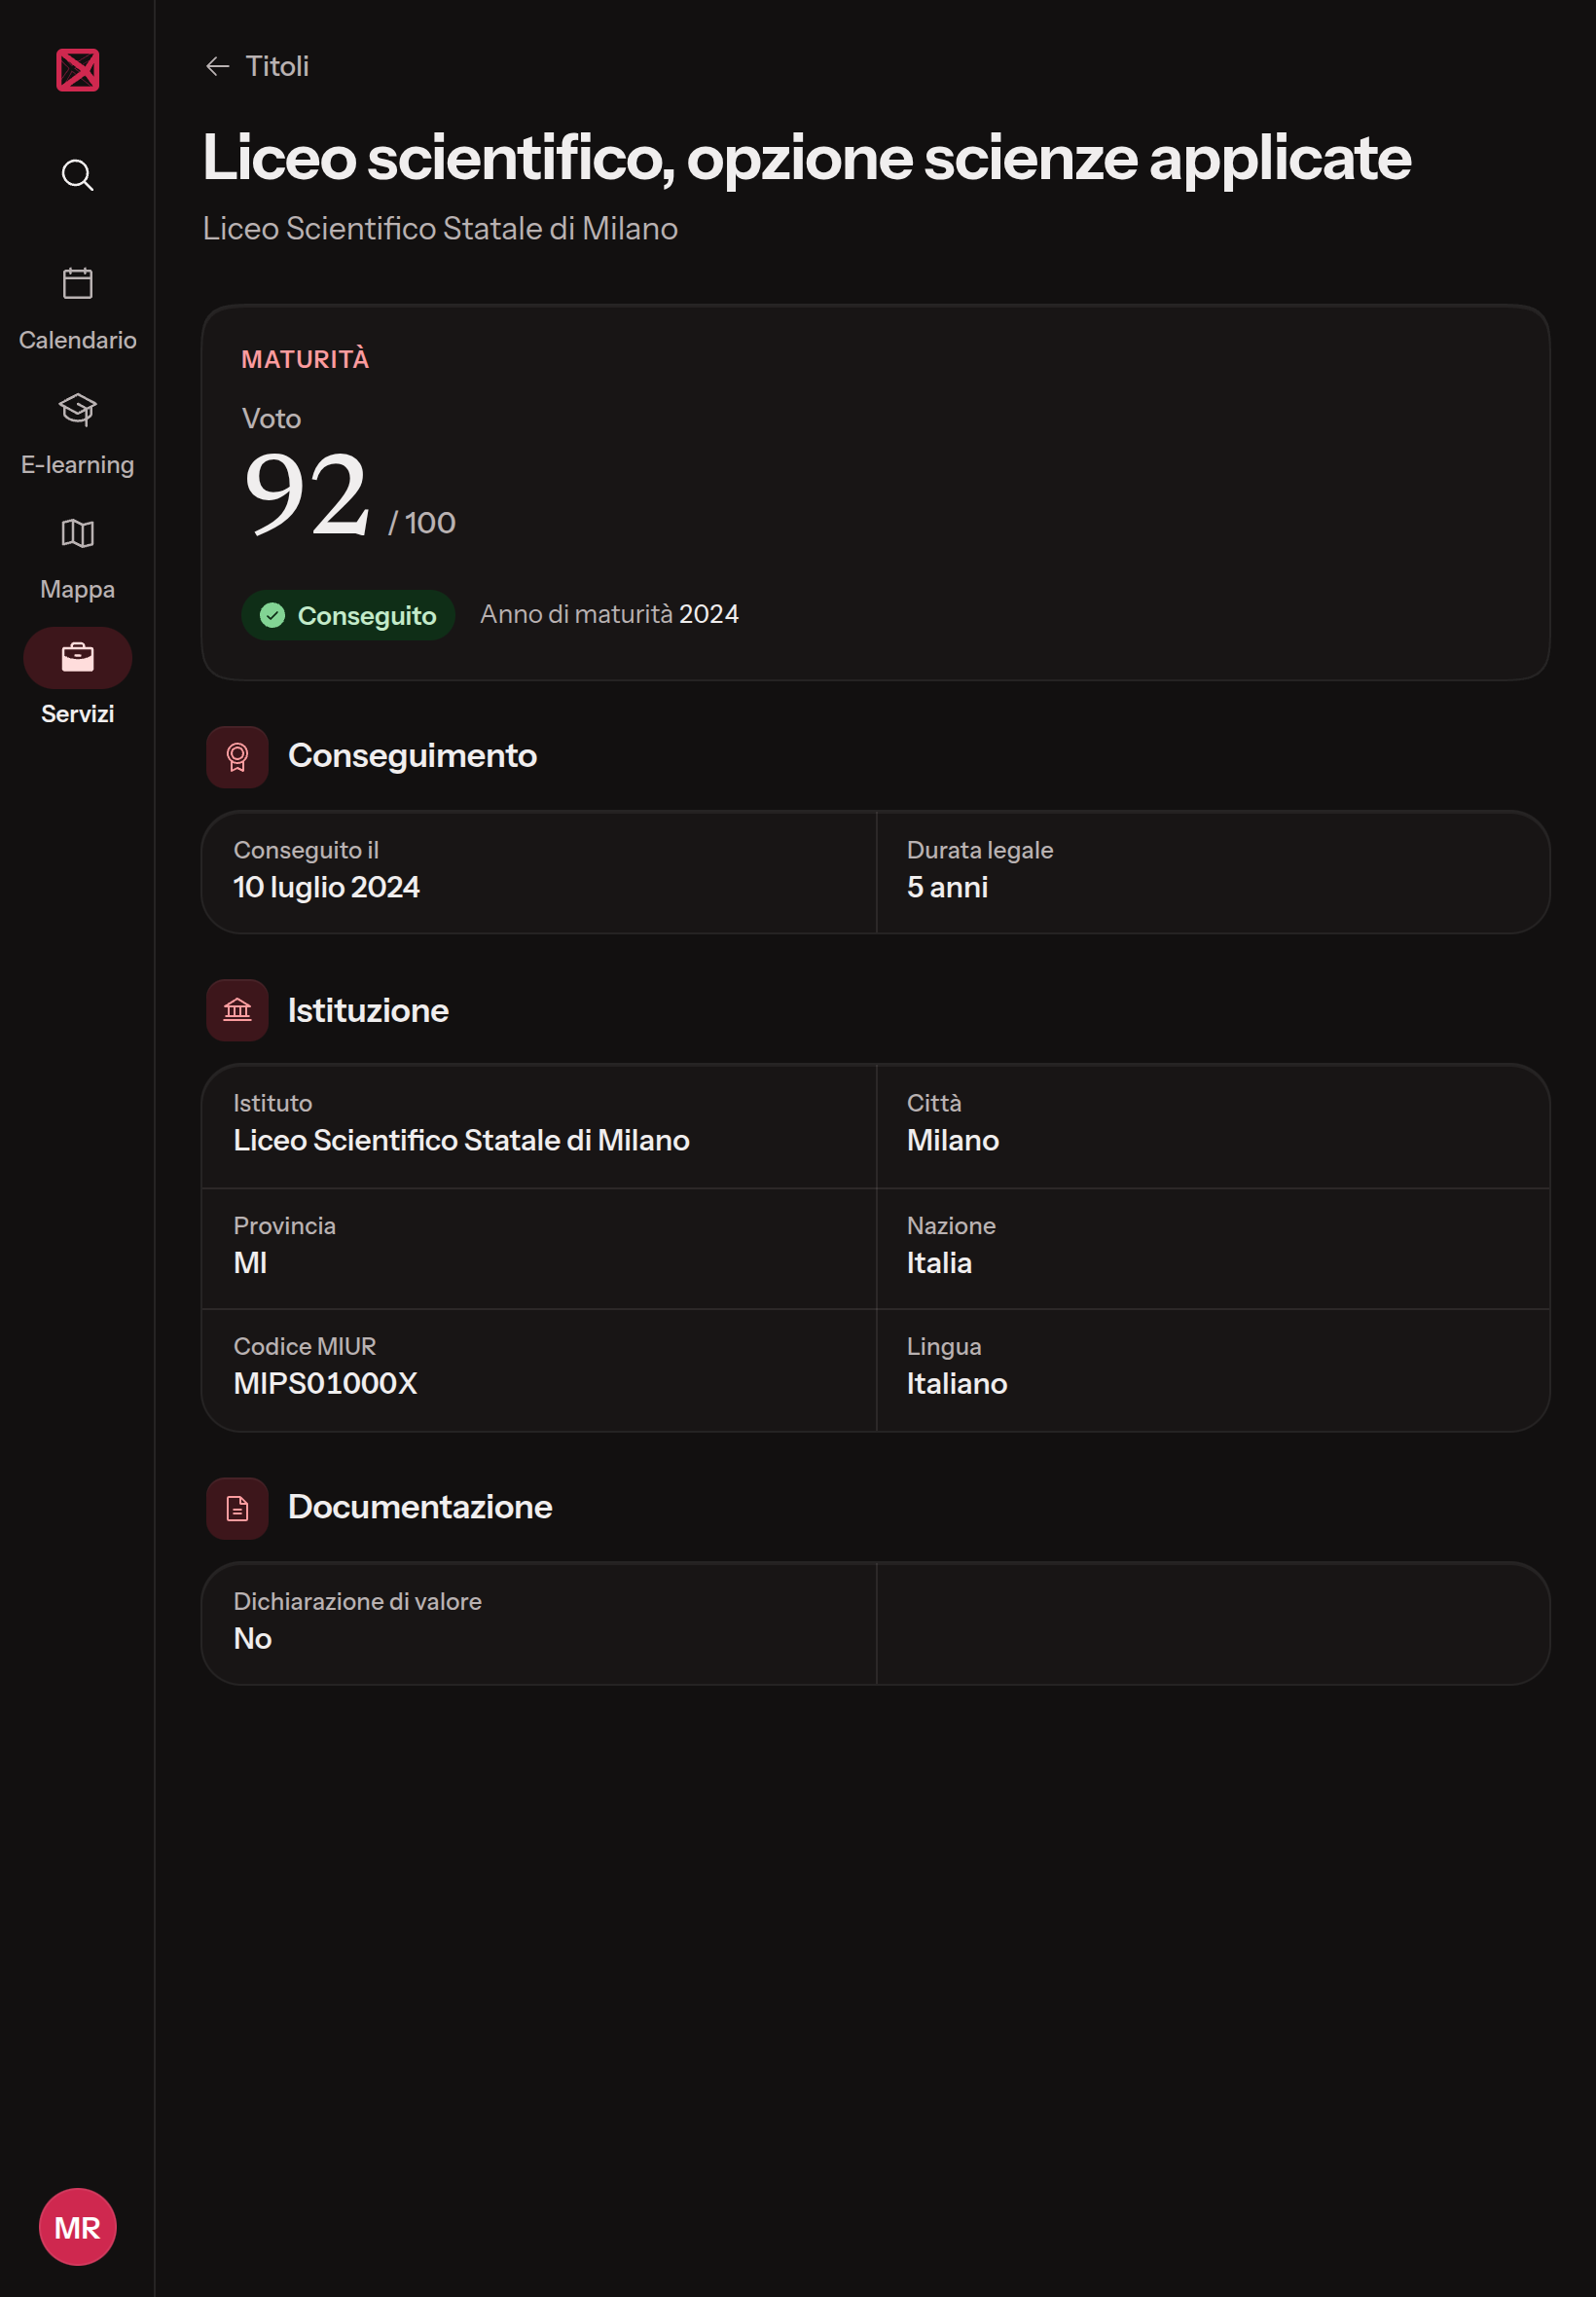 Titoli
Liceo scientifico, opzione scienze applicate
Liceo Scientifico Statale di Milano
Calendario
E-learning
Mappa
Servizi
MATURITÀ
Voto
92 / 100
Conseguito
Anno di maturità 2024
Conseguimento
Conseguito il
10 luglio 2024
Durata legale
5 anni
Istituzione
Istituto
Liceo Scientifico Statale di Milano
Città
Milano
Provincia
MI
Nazione
Italia
Codice MIUR
MIPS01000X
Lingua
Italiano
Documentazione
Dichiarazione di valore
No
MR